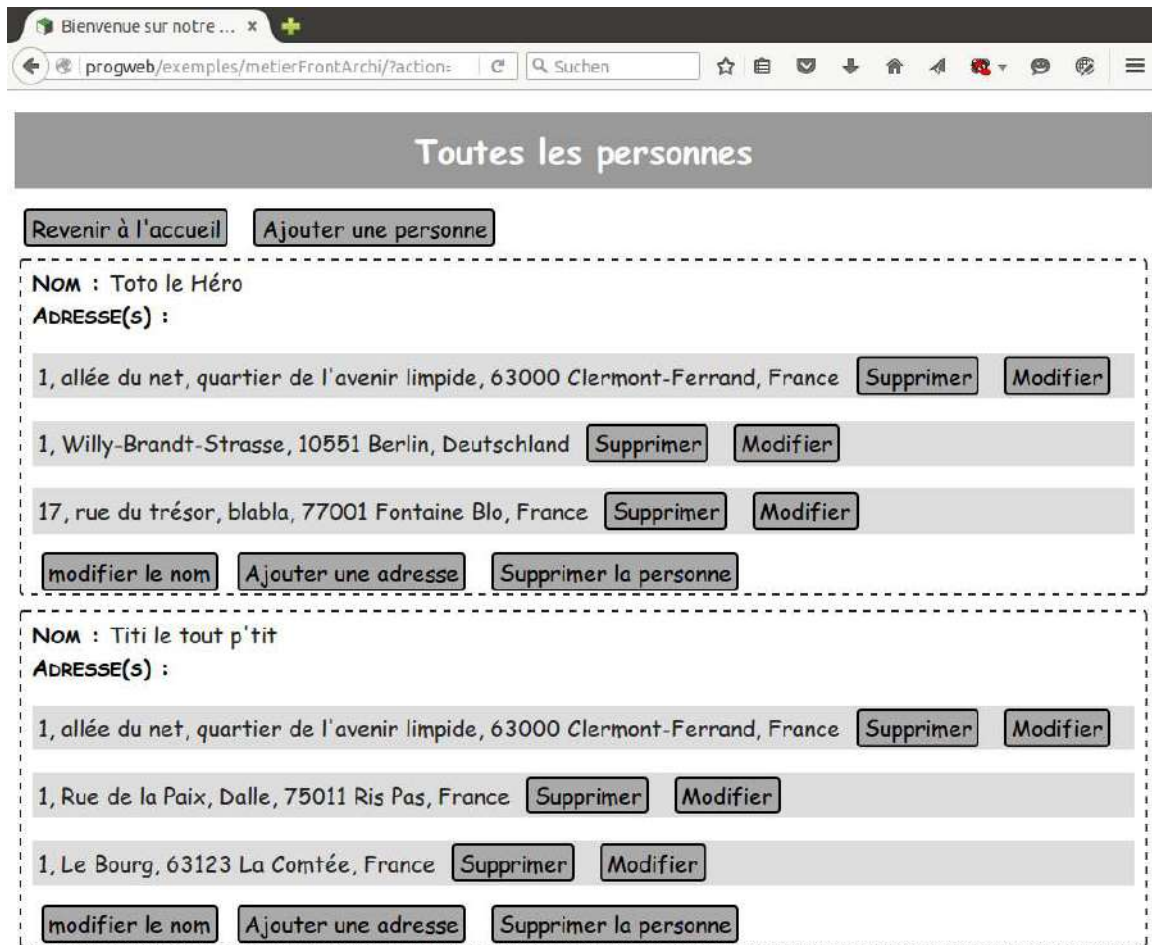 Bienvenue sur notre ...
progweb/exemples/metierFrontArchi/?action= Suchen
Toutes les personnes
Revenir à l'accueil Ajouter une personne
NOM : Toto le Héro
ADRESSE(S) :
1, allée du net, quartier de l'avenir limpide, 63000 Clermont-Ferrand, France Supprimer Modifier
1, Willy-Brandt-Strasse, 10551 Berlin, Deutschland Supprimer Modifier
17, rue du trésor, blabla, 77001 Fontaine Blo, France Supprimer Modifier
modifier le nom Ajouter une adresse Supprimer la personne
NOM : Titi le tout p'tit
ADRESSE(S) :
1, allée du net, quartier de l'avenir limpide, 63000 Clermont-Ferrand, France Supprimer Modifier
1, Rue de la Paix, Dalle, 75011 Ris Pas, France Supprimer Modifier
1, Le Bourg, 63123 La Comtée, France Supprimer Modifier
modifier le nom Ajouter une adresse Supprimer la personne